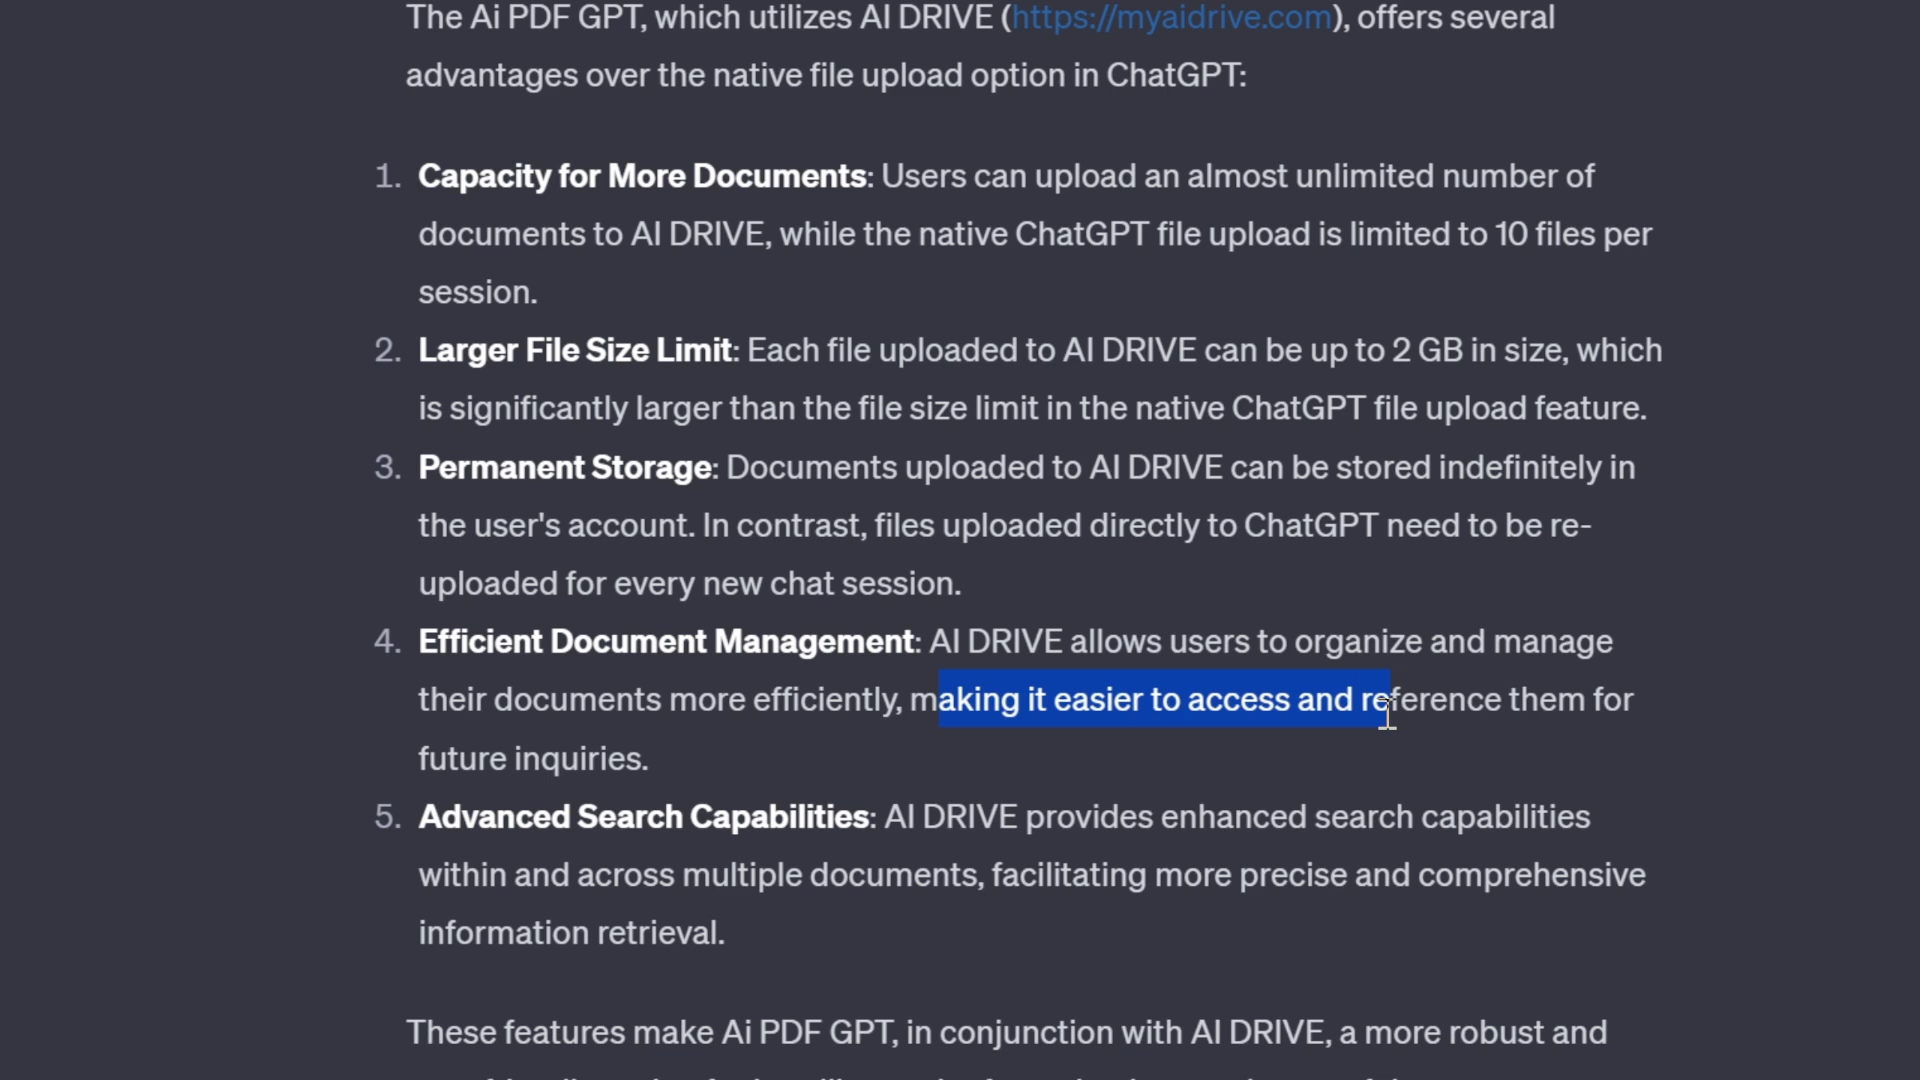 The Ai PDF GPT, which utilizes AI DRIVE (https://myaidrive.com), offers several
advantages over the native file upload option in ChatGPT:
1. Capacity for More Documents: Users can upload an almost unlimited number of
documents to AI DRIVE, while the native ChatGPT file upload is limited to 10 files per
session.
2. Larger File Size Limit: Each file uploaded to AI DRIVE can be up to 2 GB in size, which
is significantly larger than the file size limit in the native ChatGPT file upload feature.
3. Permanent Storage: Documents uploaded to AI DRIVE can be stored indefinitely in
the user's account. In contrast, files uploaded directly to ChatGPT need to be re-
uploaded for every new chat session.
4. Efficient Document Management: AI DRIVE allows users to organize and manage
their documents more efficiently, making it easier to access and reference them for
future inquiries.
5. Advanced Search Capabilities: AI DRIVE provides enhanced search capabilities
within and across multiple documents, facilitating more precise and comprehensive
information retrieval.
These features make Ai PDF GPT, in conjunction with AI DRIVE, a more robust and